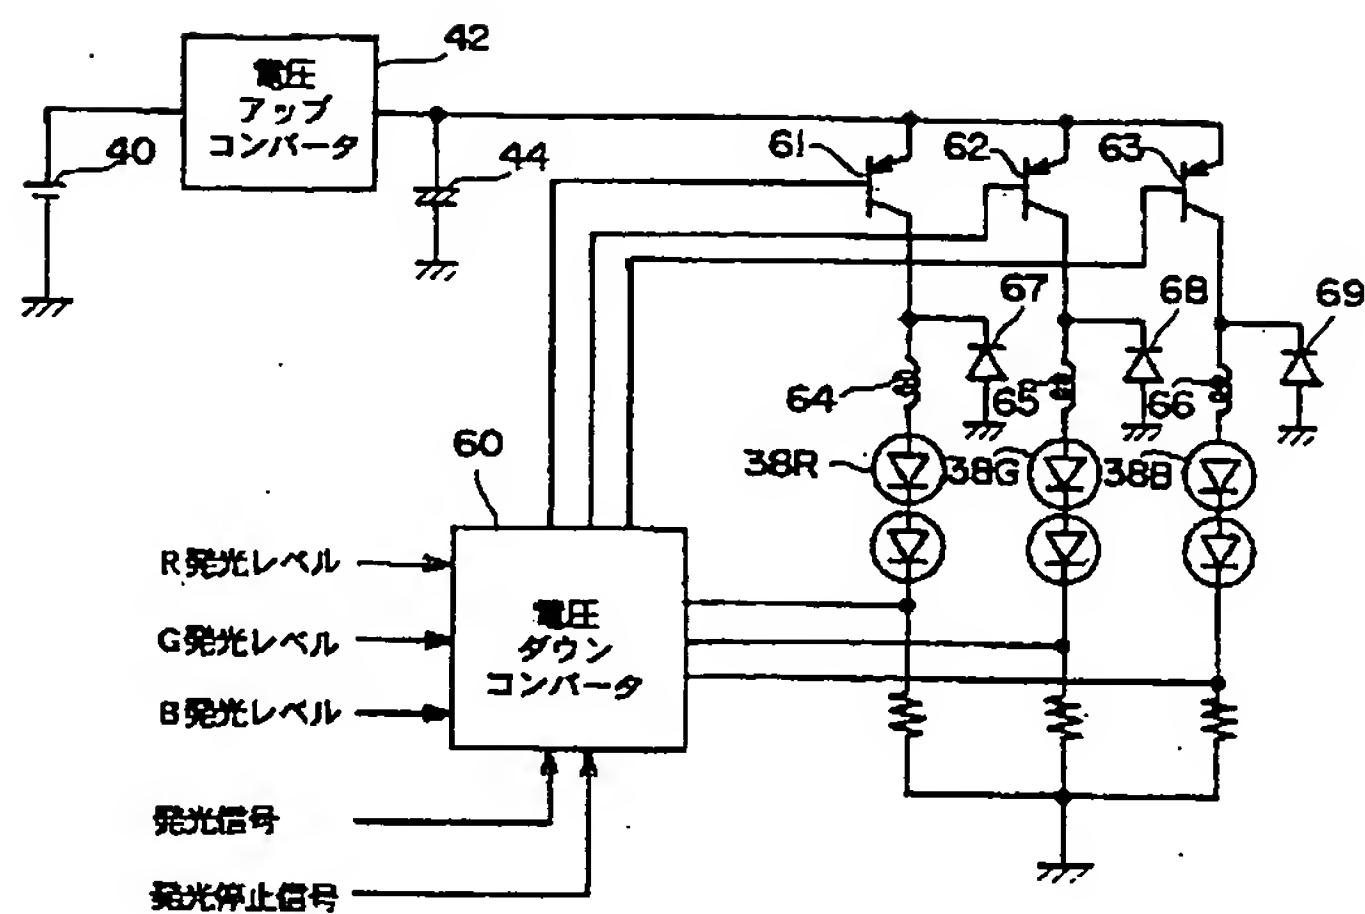 42
電圧
アップ
コンバータ
40
44
61
62
63
67
68
69
64
65
66
60
38R
38G
38B
R発光レベル
G発光レベル
B発光レベル
電圧
ダウン
コンバータ
発光信号
発光停止信号